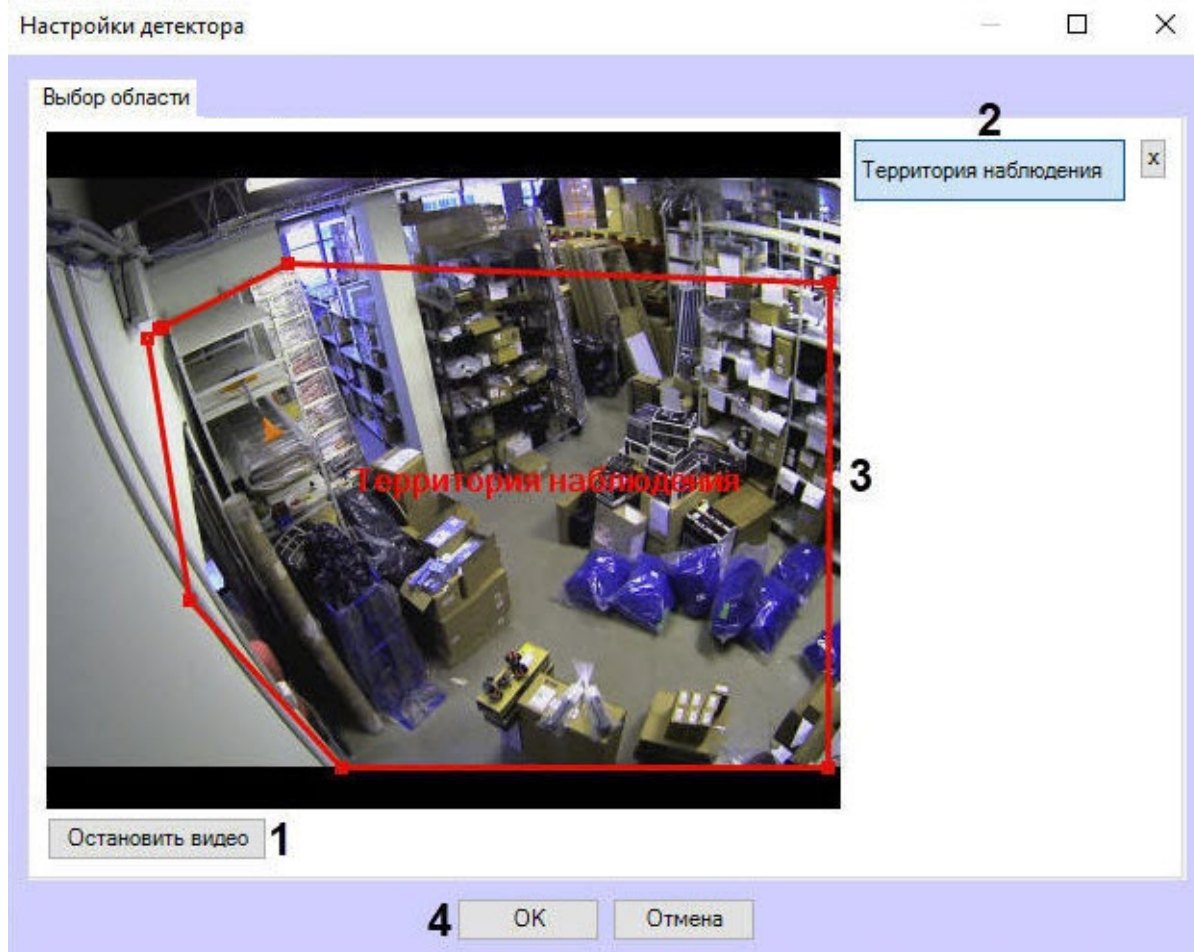 Настройки детектора
Выбор области
2
Территория наблюдения
x
Территория наблюдения
3
Остановить видео
1
4
OK
Отмена